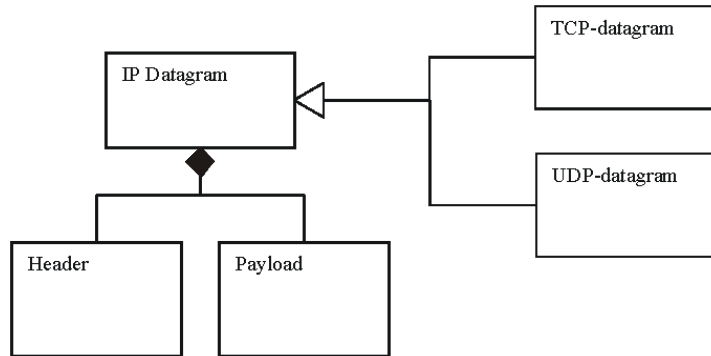 TCP-datagram
IP Datagram
UDP-datagram
Header
Payload